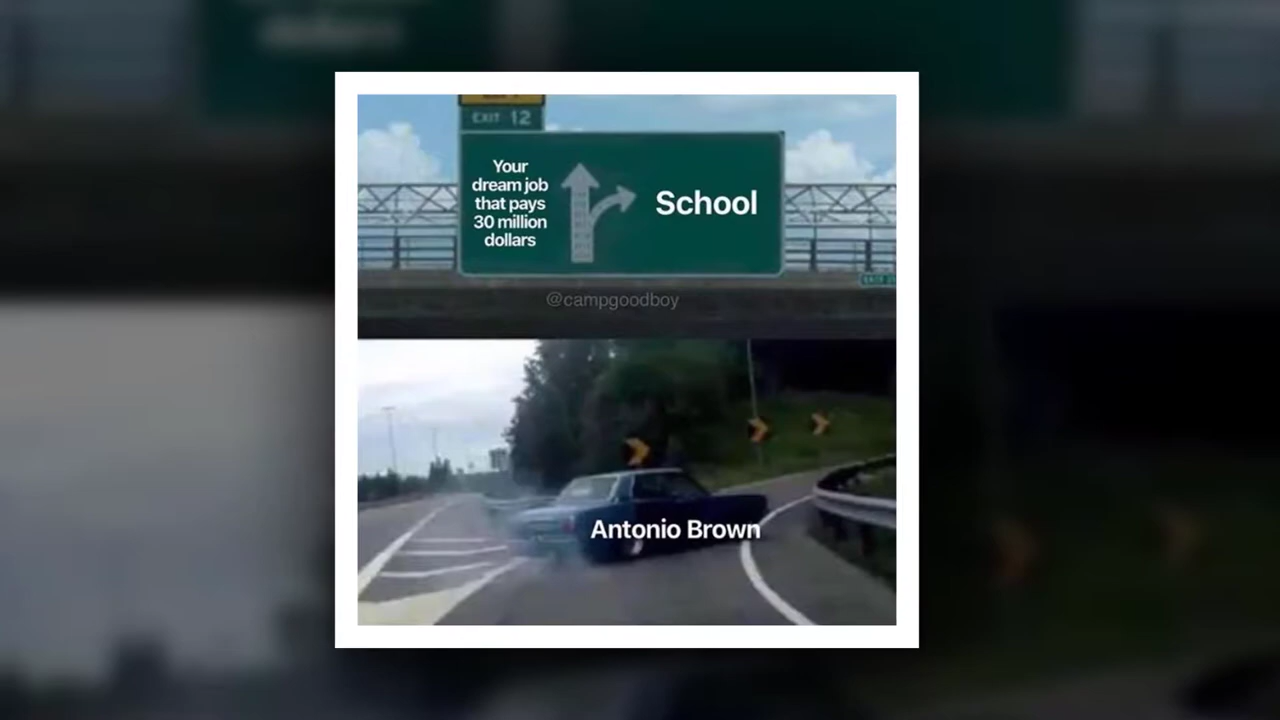 EXIT 12
Your
dream job
that pays
30 million
dollars
School
@campgoodboy
Antonio Brown